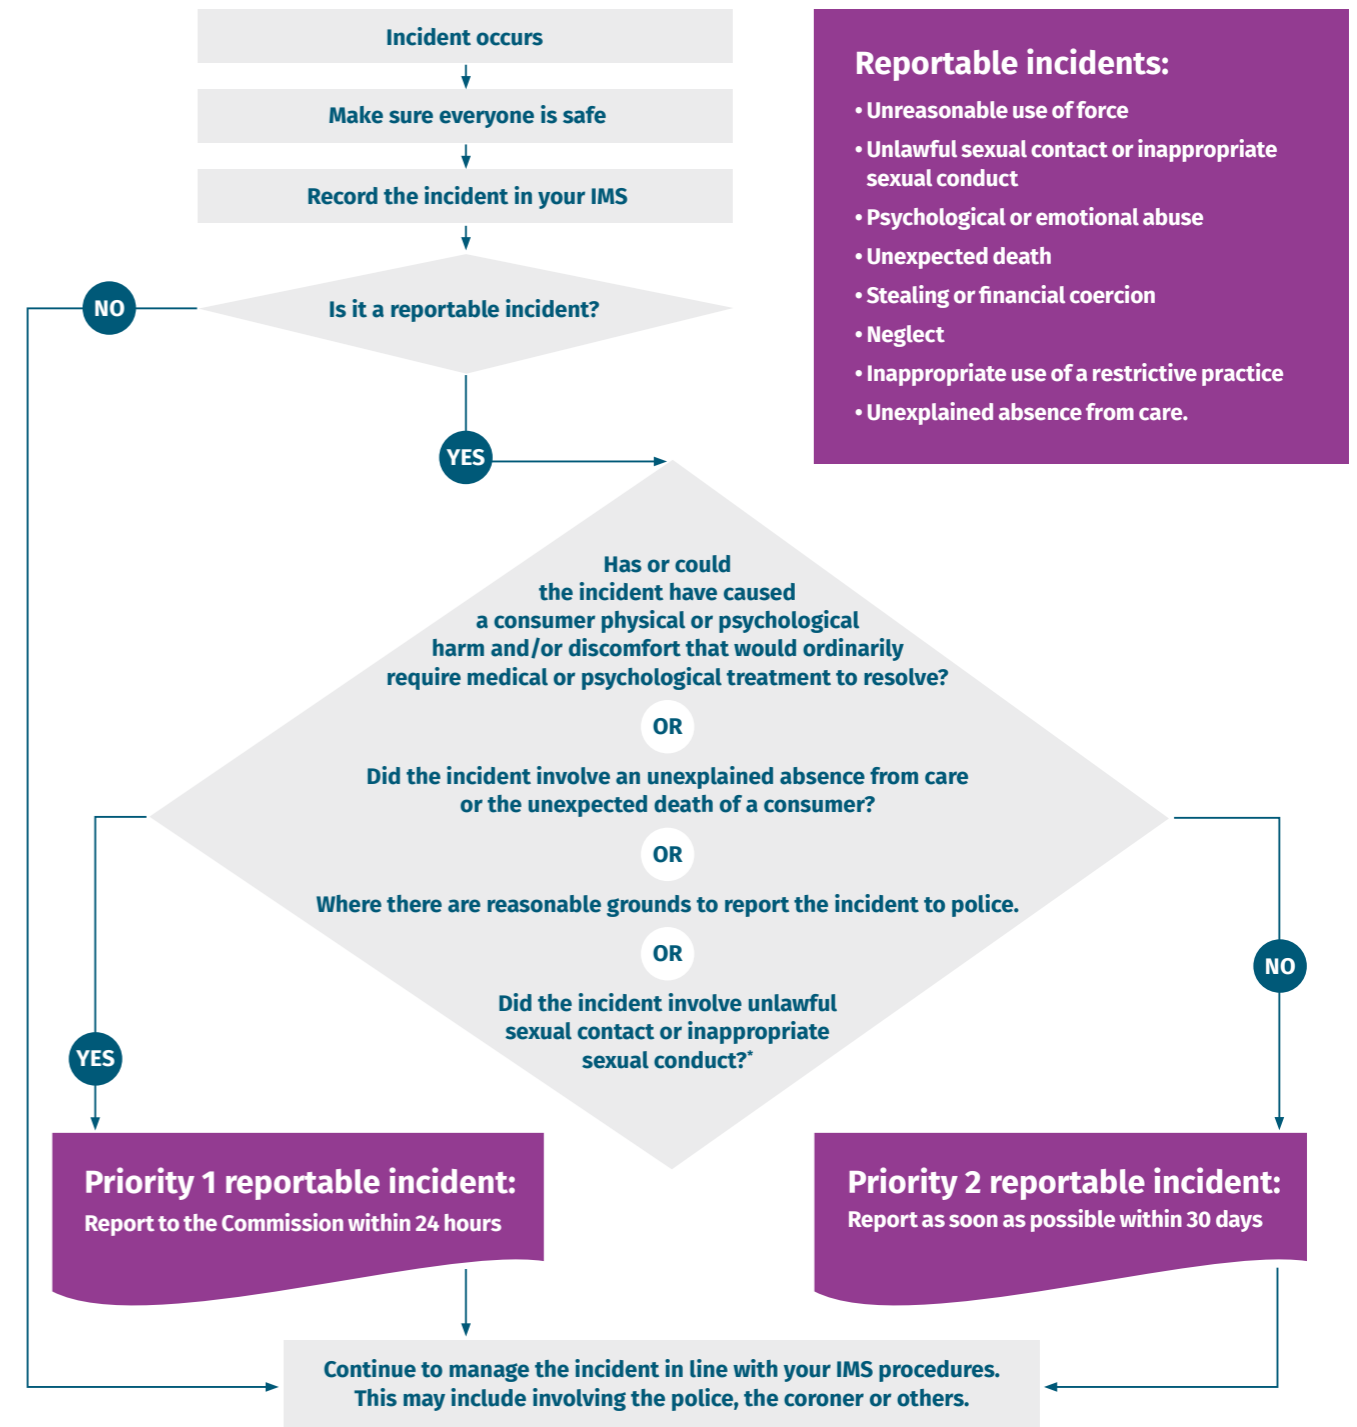 Incident occurs
Make sure everyone is safe
Record the incident in your IMS
Is it a reportable incident?
NO
YES
Reportable incidents:
• Unreasonable use of force
• Unlawful sexual contact or inappropriate
sexual conduct
• Psychological or emotional abuse
• Unexpected death
• Stealing or financial coercion
• Neglect
• Inappropriate use of a restrictive practice
• Unexplained absence from care.
Has or could
the incident have caused
a consumer physical or psychological
harm and/or discomfort that would ordinarily
require medical or psychological treatment to resolve?
OR
Did the incident involve an unexplained absence from care
or the unexpected death of a consumer?
OR
Where there are reasonable grounds to report the incident to police.
OR
Did the incident involve unlawful
sexual contact or inappropriate
sexual conduct?*
YES
NO
Priority 1 reportable incident:
Report to the Commission within 24 hours
Priority 2 reportable incident:
Report as soon as possible within 30 days
Continue to manage the incident in line with your IMS procedures.
This may include involving the police, the coroner or others.